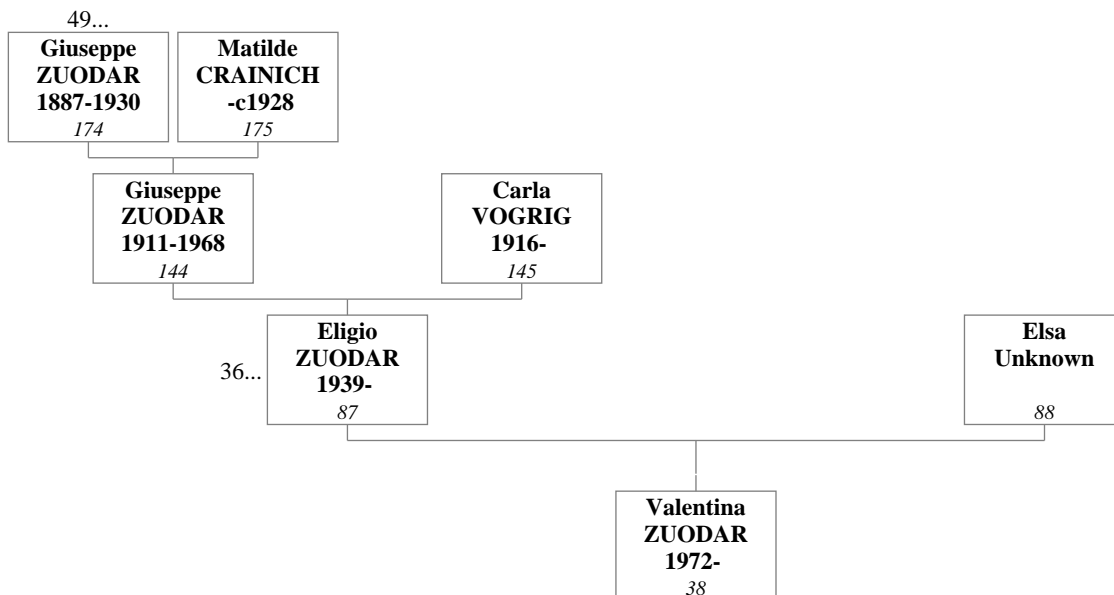 49...
Giuseppe
ZUODAR
1887-1930
174
Matilde
CRAINICH
-c1928
175
Giuseppe
ZUODAR
1911-1968
144
Carla
VOGRIG
1916-
145
36...
Eligio
ZUODAR
1939-
87
Elsa
Unknown
88
Valentina
ZUODAR
1972-
38